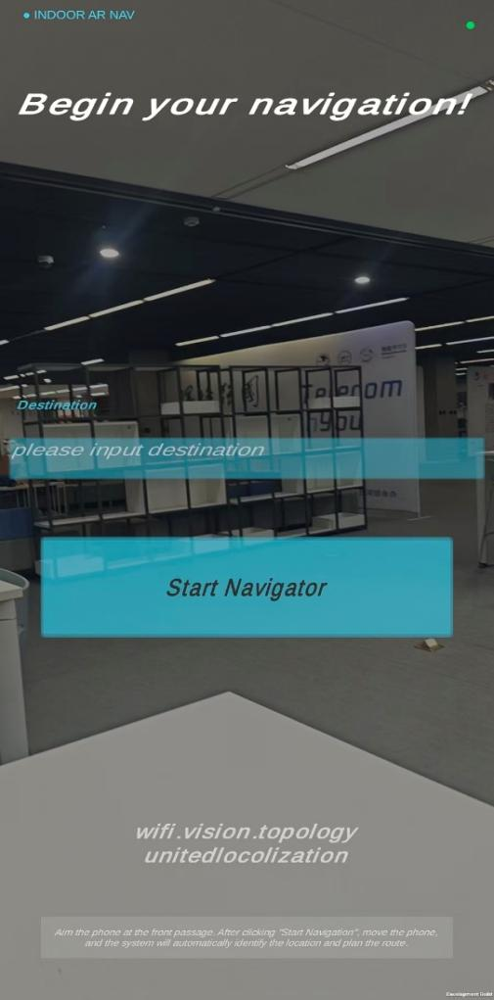 INDOOR AR NAV
Begin your navigation!
Telecom
Destination
please input destination
Start Navigator
wifi.vision.topology
unitedlocolization
Aim the phone at the front passage. After clicking "Start Navigation", move the phone,
and the system will automatically identify the location and plan the route.
Development Build